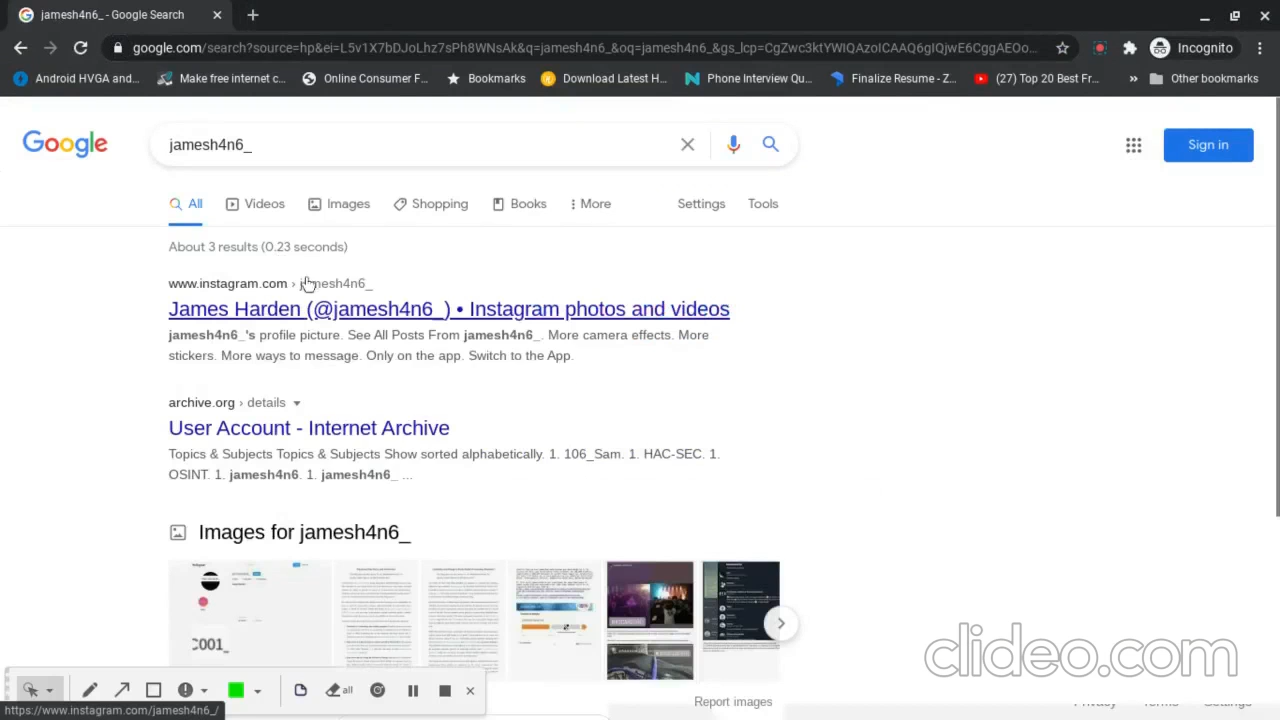 jamesh4n6_ - Google Search
google.com/search?source=hp&ei=L5v1X7bDJoLhz7sPh8WNsAk&q=jamesh4n6_&oq=jamesh4n6_&gs_lcp=CgZwc3ktYWIQAzoICAAQ6gIQjwE6CggAEOo...
Incognito
Android HVGA and...
Make free internet c...
Online Consumer F...
Bookmarks
Download Latest H...
Phone Interview Qu...
Finalize Resume - Z...
(27) Top 20 Best Fr...
»
Other bookmarks
Google
jamesh4n6_
Sign in
All
Videos
Images
Shopping
Books
More
Settings
Tools
About 3 results (0.23 seconds)
www.instagram.com › jamesh4n6_
James Harden (@jamesh4n6_) • Instagram photos and videos
jamesh4n6_'s profile picture. See All Posts From jamesh4n6_. More camera effects. More
stickers. More ways to message. Only on the app. Switch to the App.
archive.org › details
User Account - Internet Archive
Topics & Subjects Topics & Subjects Show sorted alphabetically. 1. 106_Sam. 1. HAC-SEC. 1.
OSINT. 1. jamesh4n6. 1. jamesh4n6_ ...
Images for jamesh4n6_
clideo.com
all
Report images
Privacy Terms Settings
https://www.instagram.com/jamesh4n6_/